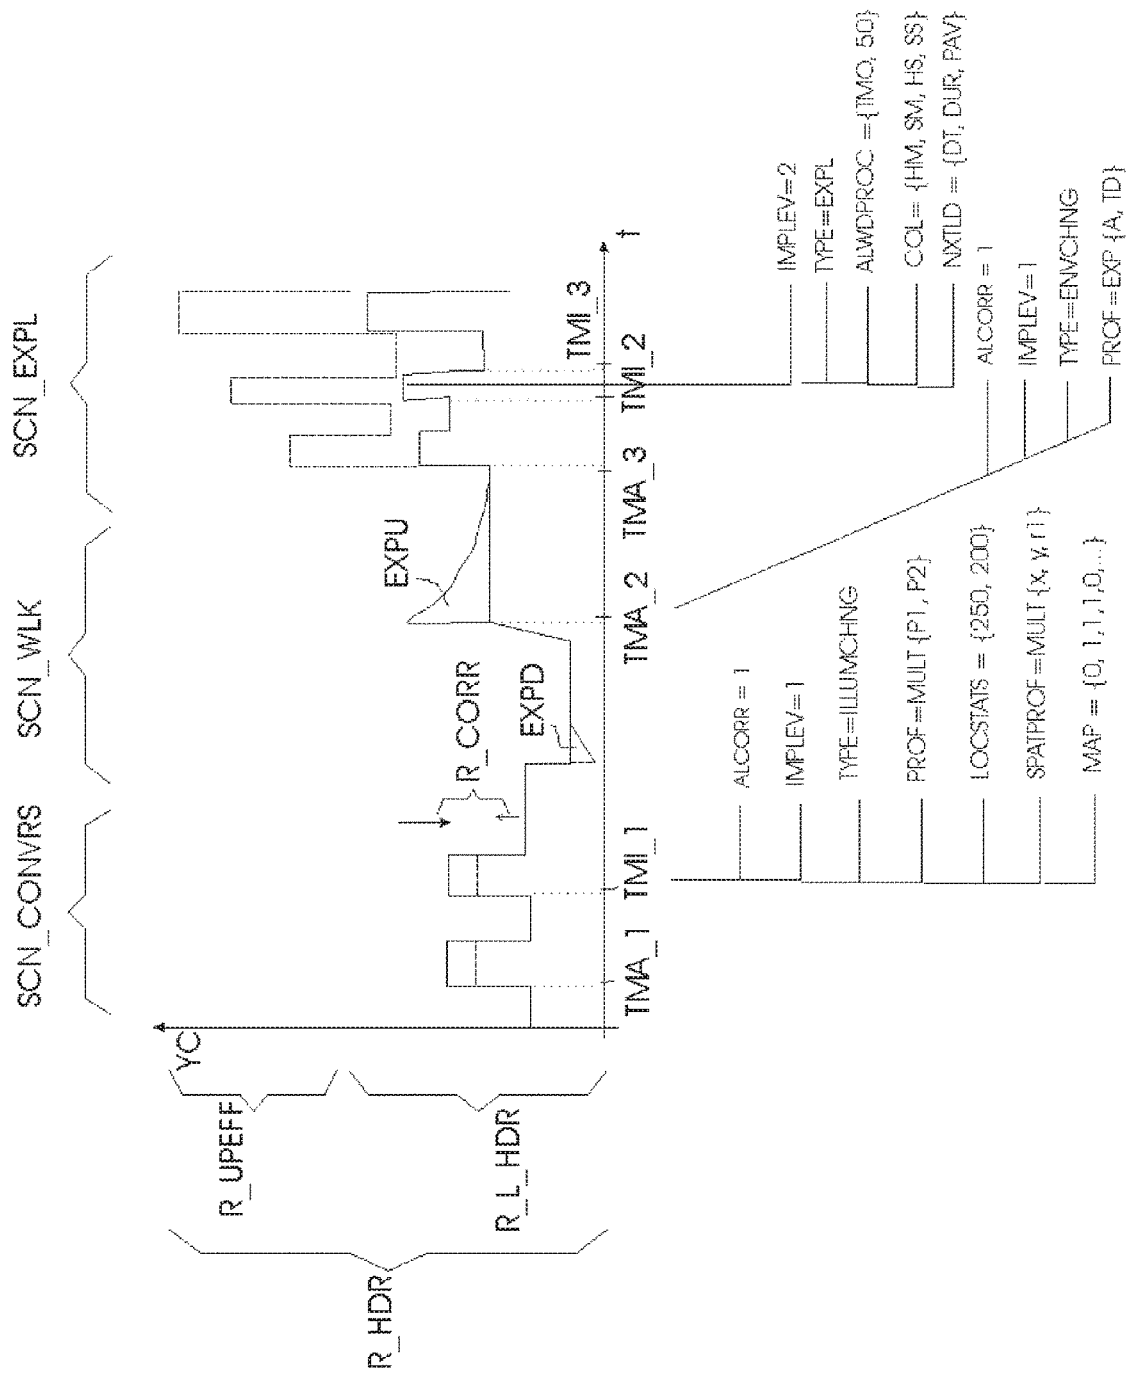 SCN_CONVRS
SCN_WLK
SCN_EXPL
R_HDR
R_UPEFF
R_L_HDR
YC
R_CORR
EXPD
EXPU
t
TMA_1
TMI_1
TMA_2
TMA_3
TMI_2
TMI_3
ALCORR = 1
IMPLEV=1
TYPE=ILLUMCHNG
PROF=MULT {P1, P2}
LOCSTATS = {250, 200}
SPATPROF=MULT {x, y, r1}
MAP = {0, 1,1,1,0,...}
ALCORR = 1
IMPLEV=1
TYPE=ENVCHNG
PROF=EXP {A, TD}
IMPLEV=2
TYPE=EXPL
ALWDPROC ={TMO, 50}
COL= {HM, SM, HS, SS}
NXTLD = {DT, DUR, PAV}